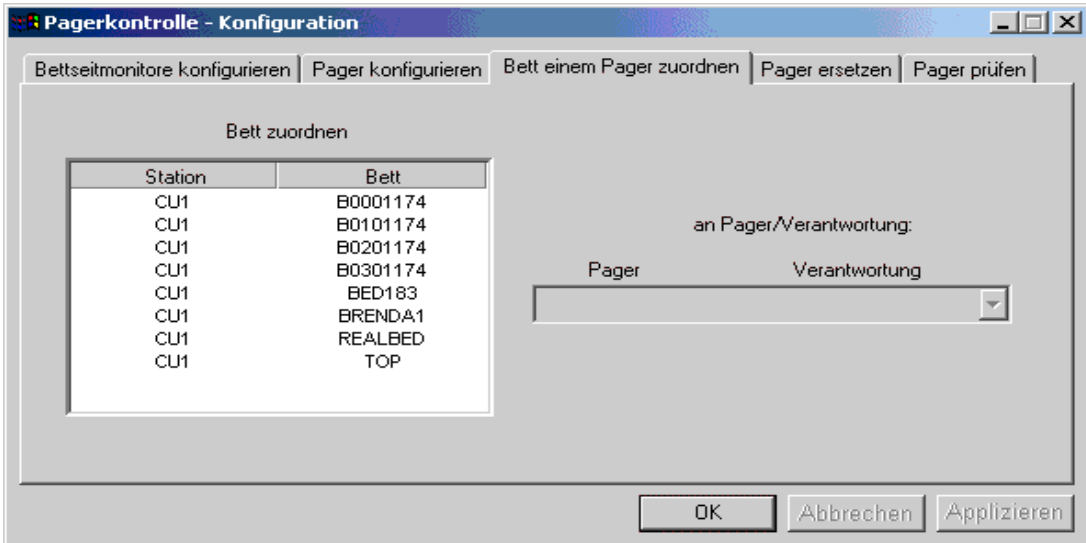 Pagerkontrolle - Konfiguration
Bettseitmonitore konfigurieren Pager konfigurieren Bett einem Pager zuordnen Pager ersetzen Pager prüfen
Bett zuordnen
Station Bett
CU1 B0001174
CU1 B0101174
CU1 B0201174
CU1 B0301174
CU1 BED183
CU1 BRENDA1
CU1 REALBED
CU1 TOP
an Pager/Verantwortung:
Pager Verantwortung
OK Abbrechen Applizieren